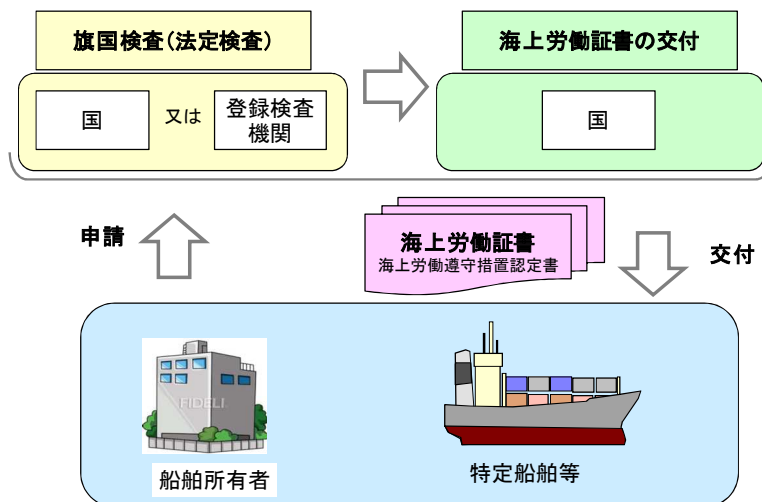 旗国検査(法定検査)
海上労働証書の交付
国
又は
登録検査
機関
国
申請
海上労働証書
海上労働遵守措置認定書
交付
FIDELI
船舶所有者
特定船舶等